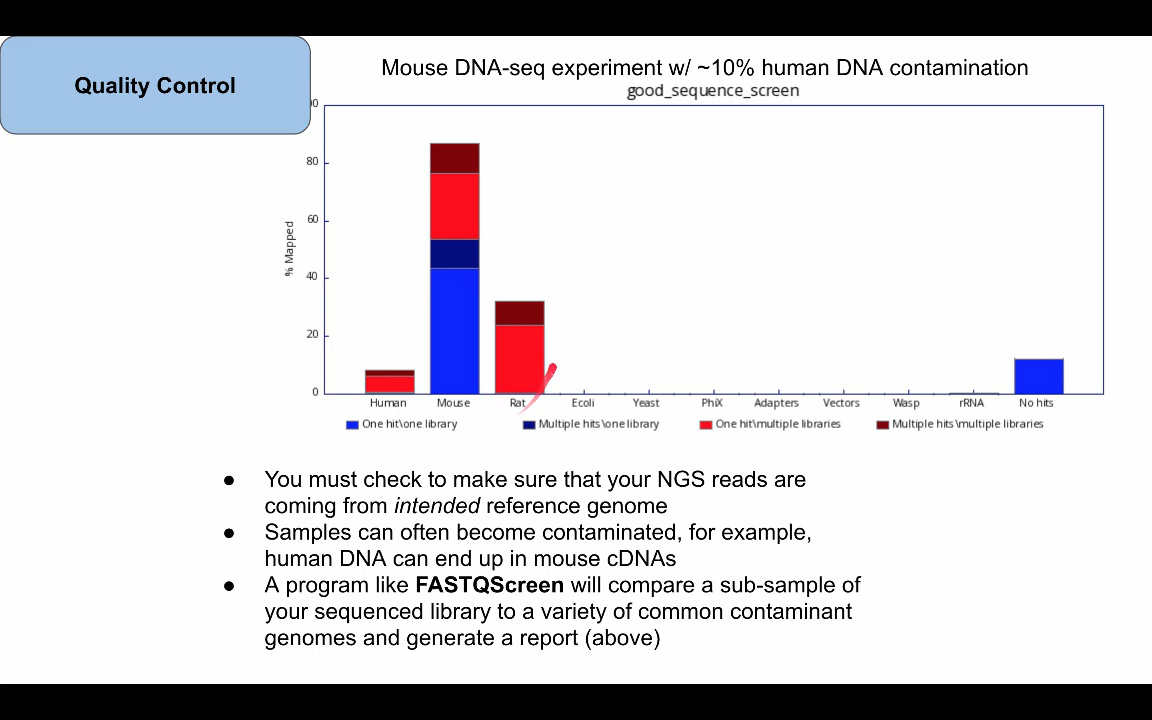 Quality Control
Mouse DNA-seq experiment w/ ~10% human DNA contamination
good_sequence_screen
00
80
60
40
20
0
% Mapped
Human Mouse Rat Ecoli Yeast PhiX Adapters Vectors Wasp rRNA No hits
One hit\one library Multiple hits\one library One hit\multiple libraries Multiple hits\multiple libraries
● You must check to make sure that your NGS reads are
coming from intended reference genome
● Samples can often become contaminated, for example,
human DNA can end up in mouse cDNAs
● A program like FASTQScreen will compare a sub-sample of
your sequenced library to a variety of common contaminant
genomes and generate a report (above)